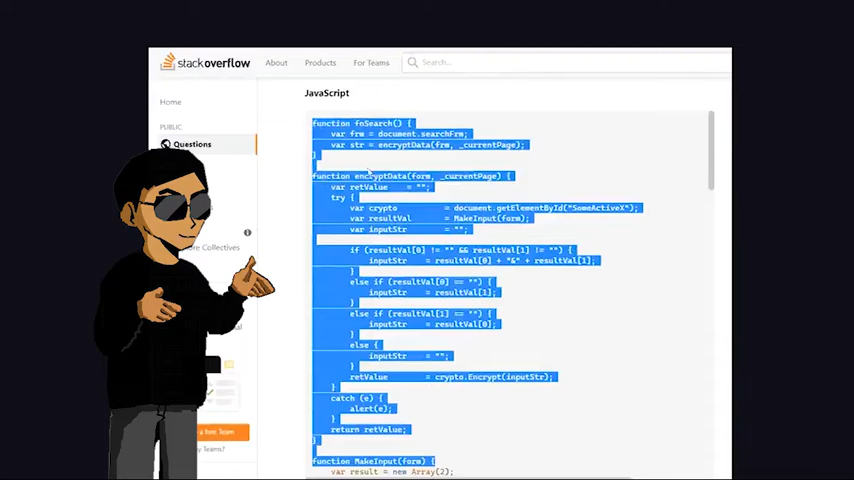 stackoverflow
About
Products
For Teams
Search...
Home
PUBLIC
Questions
JavaScript
function fnSearch() {
var frm = document.searchFrm;
var str = encryptData(frm, _currentPage);
}
function encryptData(form, _currentPage) {
var retValue = "";
try {
var crypto = document.getElementById("SomeActiveX");
var resultVal = MakeInput(form);
var inputStr = "";
if (resultVal[0] != "" && resultVal[1] != "") {
inputStr = resultVal[0] + "&" + resultVal[1];
}
else if (resultVal[0] == "") {
inputStr = resultVal[1];
}
else if (resultVal[1] == "") {
inputStr = resultVal[0];
}
else {
inputStr = "";
}
retValue = crypto.Encrypt(inputStr);
}
catch (e) {
alert(e);
}
return retValue;
}
function MakeInput(form) {
var result = new Array(2);
Collectives
a free Team
Teams?